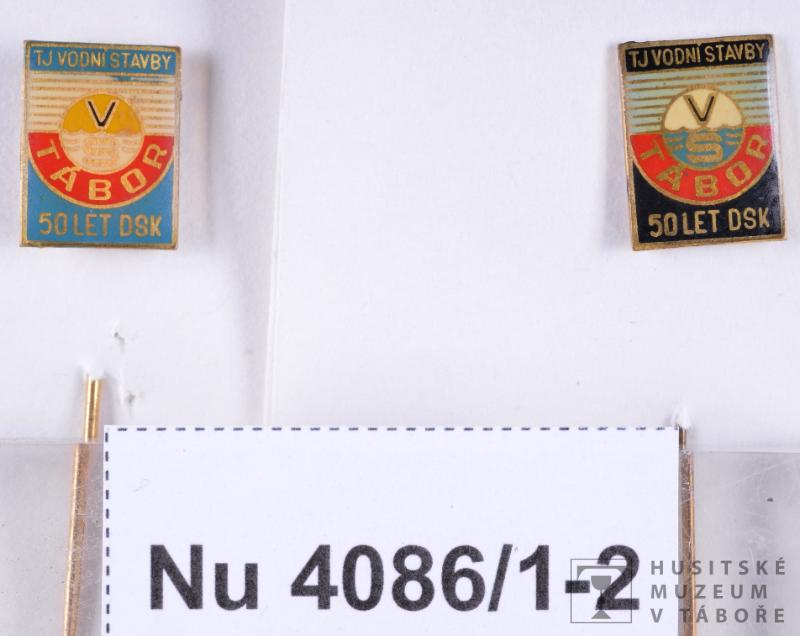 TJ VODNÍ STAVBY
V
S
TÁBOR
50 LET DSK
TJ VODNÍ STAVBY
V
S
TÁBOR
50 LET DSK
Nu 4086/1-2
HUSITSKÉ
MUZEUM
V TÁBOŘE